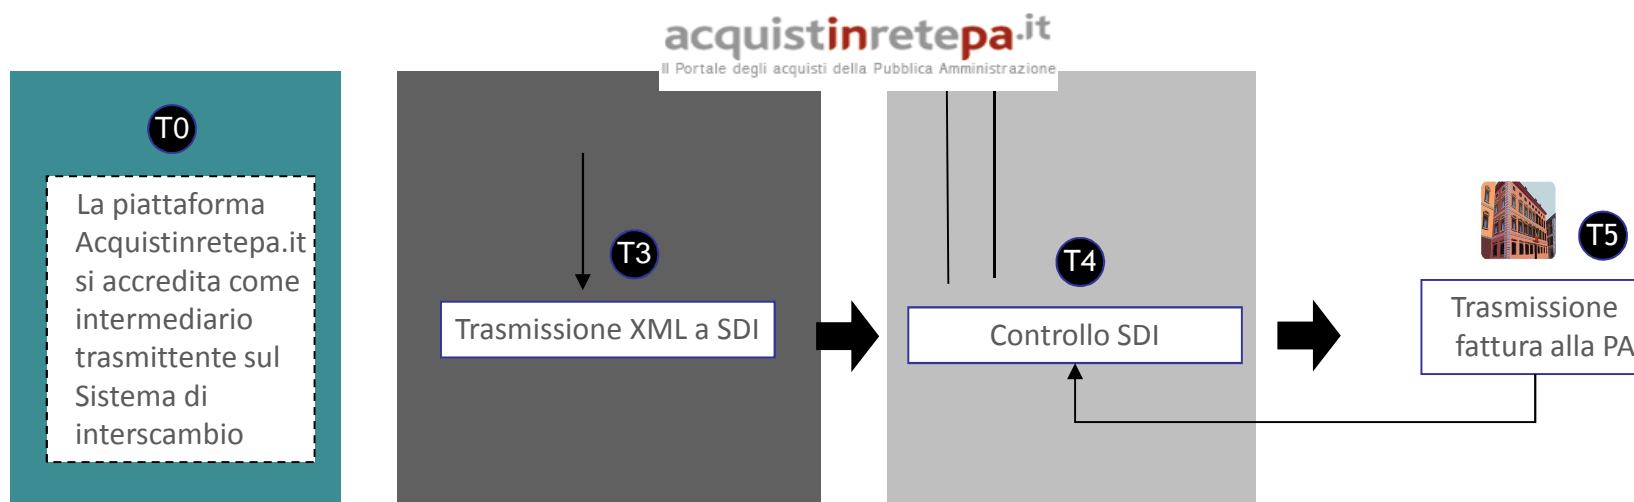 acquistinretepa.it
Il Portale degli acquisti della Pubblica Amministrazione
T0
La piattaforma
Acquistinretepa.it
si accredita come
intermediario
trasmittente sul
Sistema di
interscambio
T3
Trasmissione XML a SDI
T4
Controllo SDI
T5
Trasmissione
fattura alla PA